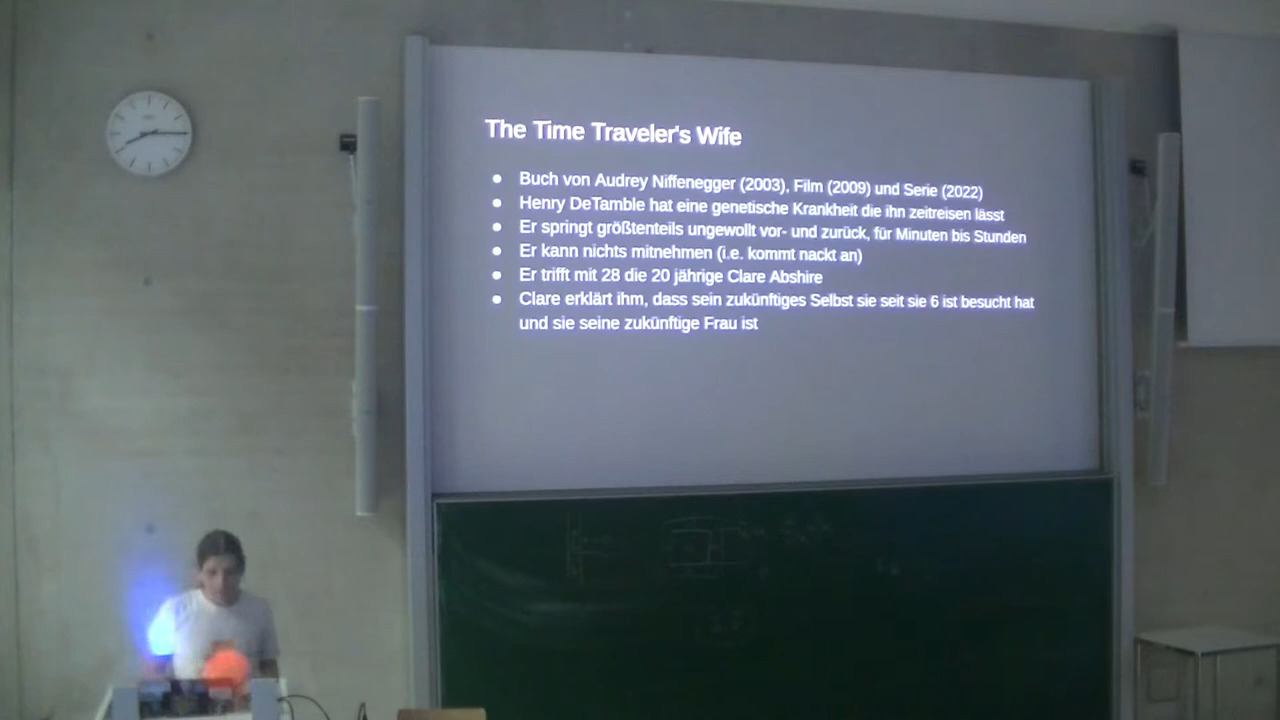 The Time Traveler's Wife
● Buch von Audrey Niffenegger (2003), Film (2009) und Serie (2022)
● Henry DeTamble hat eine genetische Krankheit die ihn zeitreisen lässt
● Er springt größtenteils ungewollt vor- und zurück, für Minuten bis Stunden
● Er kann nichts mitnehmen (i.e. kommt nackt an)
● Er trifft mit 28 die 20 jährige Clare Abshire
● Clare erklärt ihm, dass sein zukünftiges Selbst sie seit sie 6 ist besucht hat
und sie seine zukünftige Frau ist